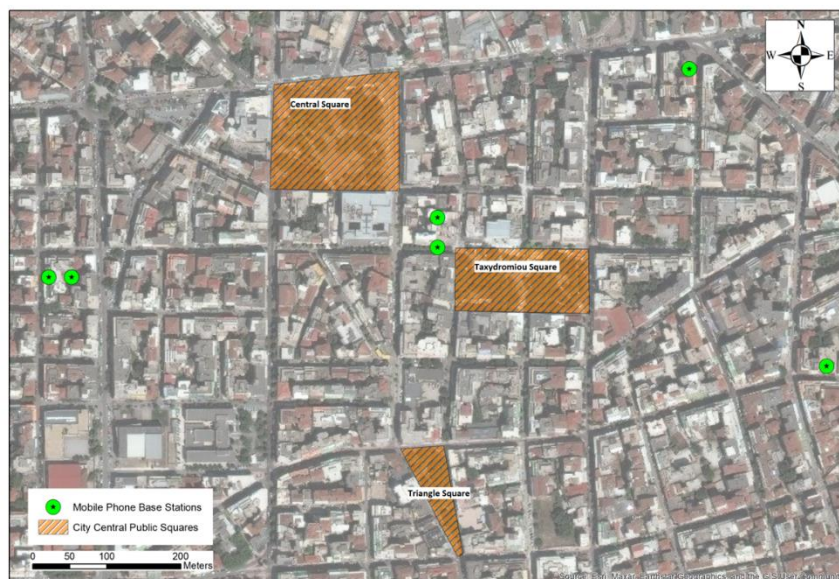 N
W E
S
Central Square
Taxydromiou Square
Triangle Square
Mobile Phone Base Stations
City Central Public Squares
0 50 100 200
Meters